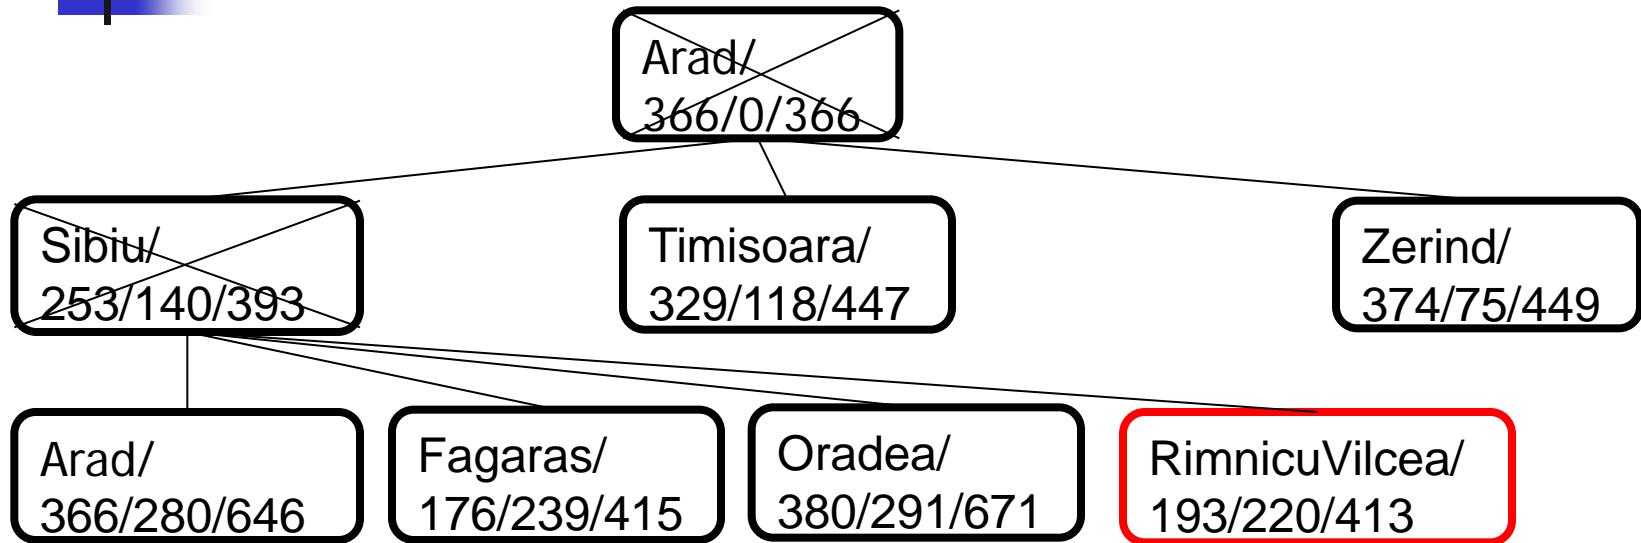 Arad/
366/0/366
Sibiu/
253/140/393
Timisoara/
329/118/447
Zerind/
374/75/449
Arad/
366/280/646
Fagaras/
176/239/415
Oradea/
380/291/671
RimnicuVilcea/
193/220/413